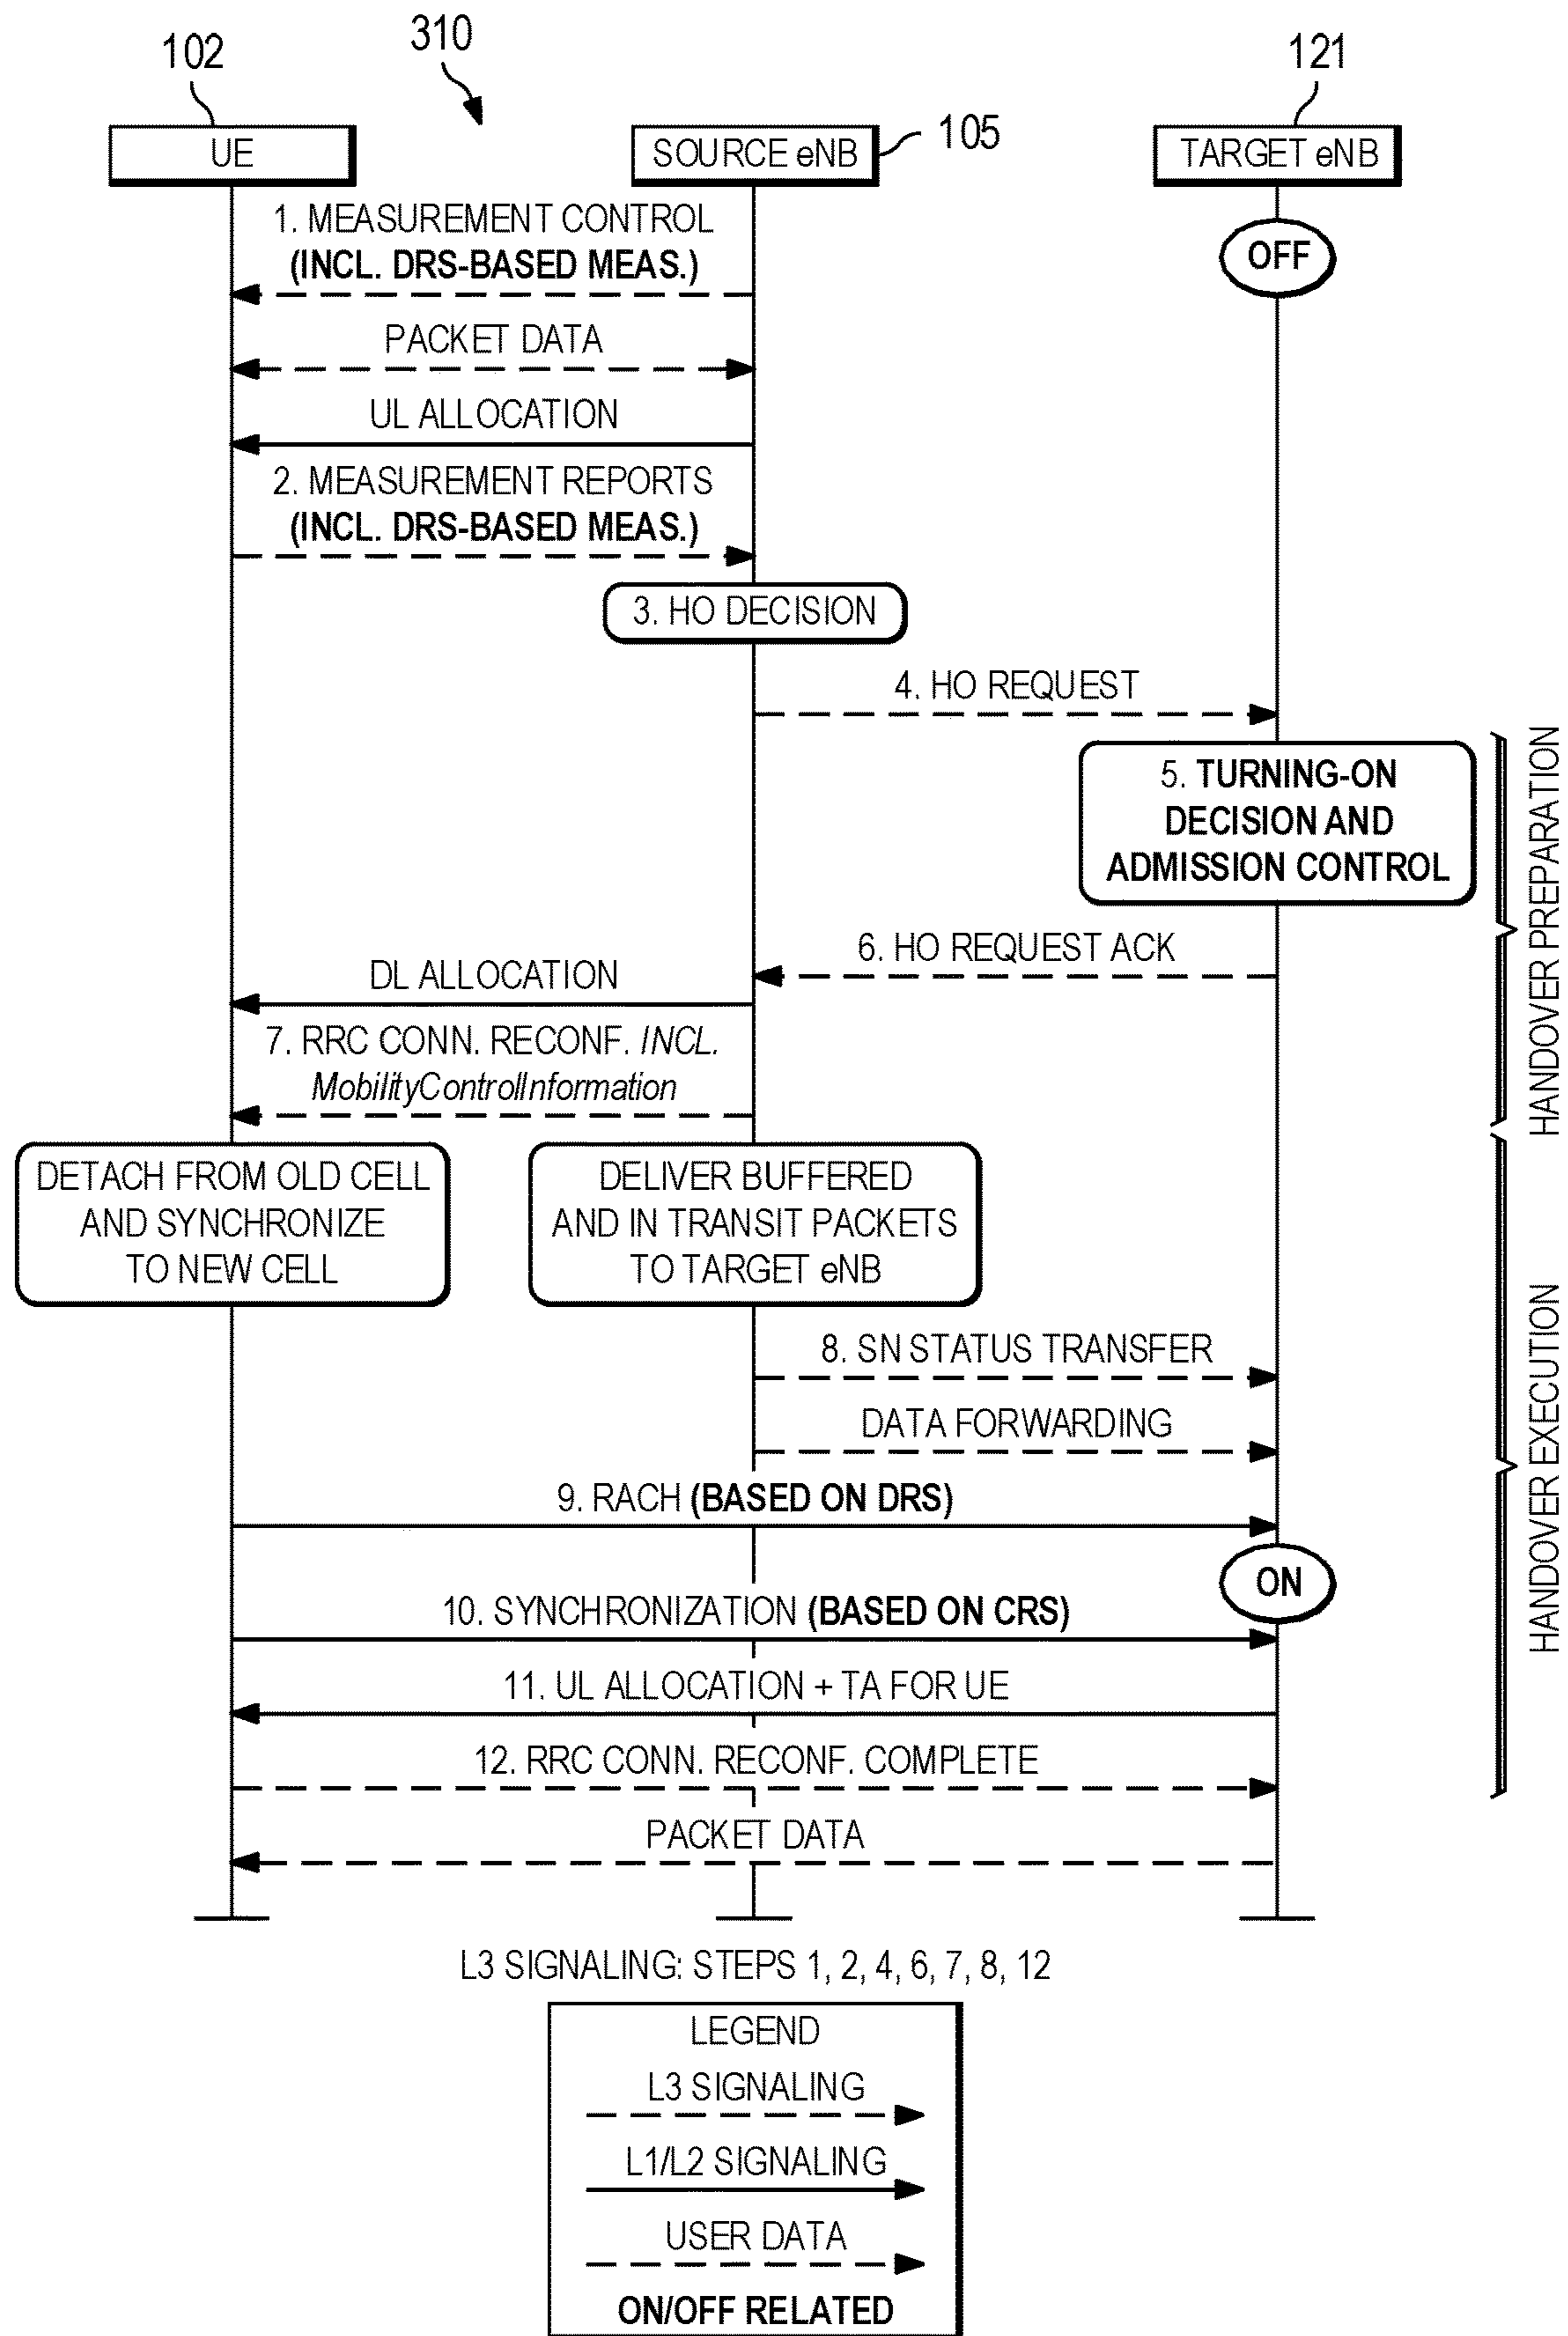 310
102
121
105
UE
SOURCE eNB
TARGET eNB
1. MEASUREMENT CONTROL
(INCL. DRS-BASED MEAS.)
OFF
PACKET DATA
UL ALLOCATION
2. MEASUREMENT REPORTS
(INCL. DRS-BASED MEAS.)
3. HO DECISION
4. HO REQUEST
5. TURNING-ON
DECISION AND
ADMISSION CONTROL
HANDOVER PREPARATION
6. HO REQUEST ACK
DL ALLOCATION
7. RRC CONN. RECONF. INCL.
MobilityControlInformation
DETACH FROM OLD CELL
AND SYNCHRONIZE
TO NEW CELL
DELIVER BUFFERED
AND IN TRANSIT PACKETS
TO TARGET eNB
8. SN STATUS TRANSFER
DATA FORWARDING
HANDOVER EXECUTION
9. RACH (BASED ON DRS)
ON
10. SYNCHRONIZATION (BASED ON CRS)
11. UL ALLOCATION + TA FOR UE
12. RRC CONN. RECONF. COMPLETE
PACKET DATA
L3 SIGNALING: STEPS 1, 2, 4, 6, 7, 8, 12
LEGEND
L3 SIGNALING
L1/L2 SIGNALING
USER DATA
ON/OFF RELATED